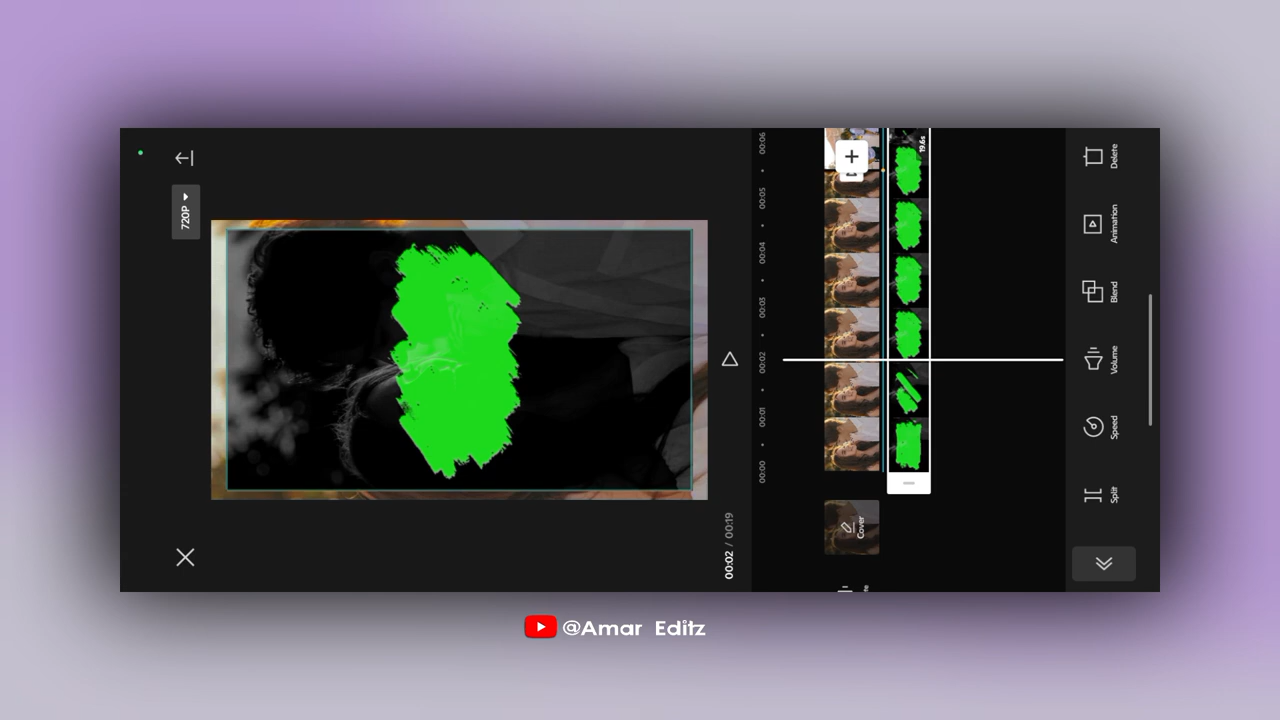 720P
00:02 / 00:19
00:06
00:05
00:04
00:03
00:02
00:01
00:00
19.6s
Cover
Delete
Animation
Blend
Volume
Speed
Split
@Amar Editz